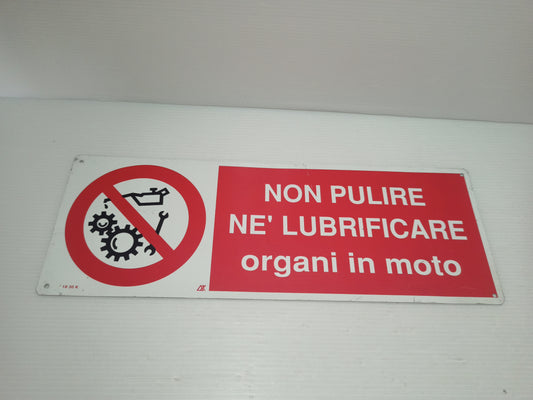 NON PULIRE
NE' LUBRIFICARE
organi in moto